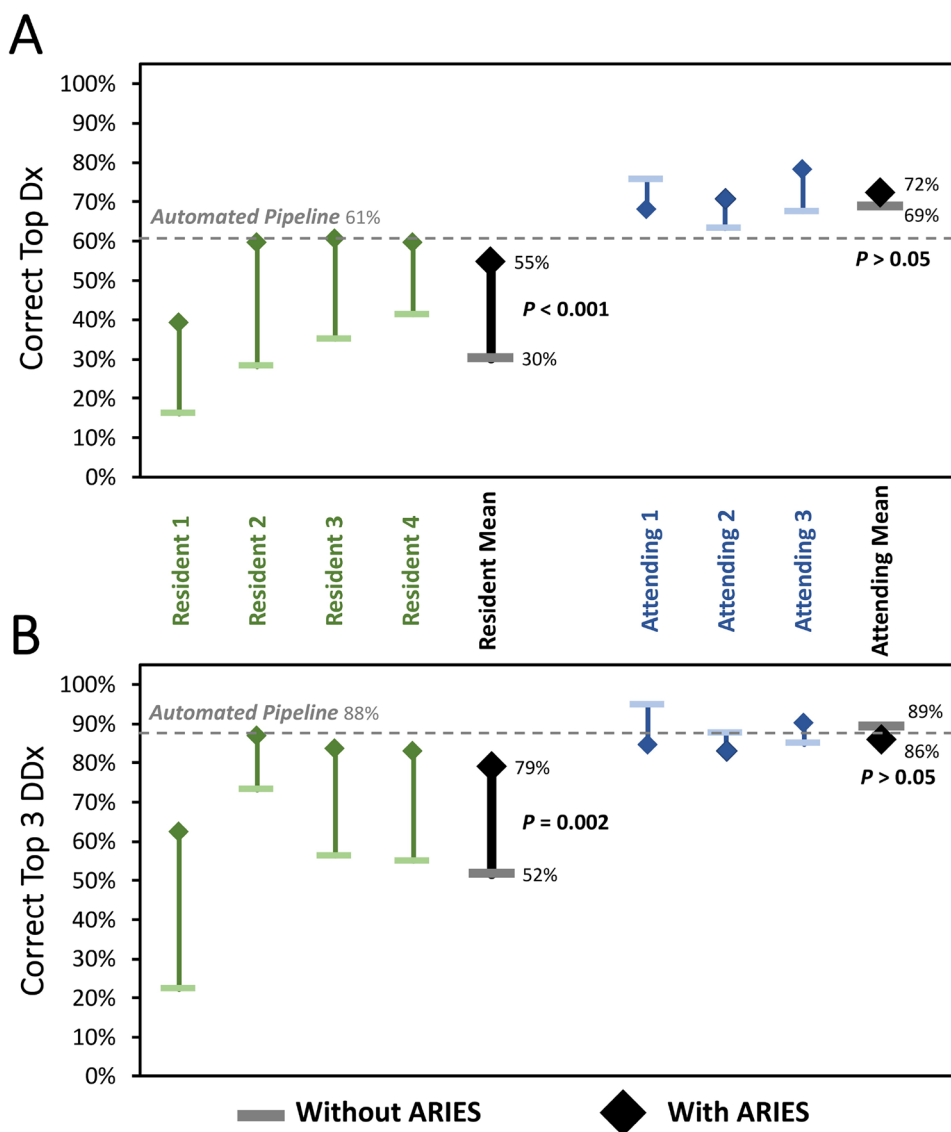 A
Correct Top Dx
100%
90%
80%
70%
60%
50%
40%
30%
20%
10%
0%
Automated Pipeline 61%
55%
P < 0.001
30%
72%
69%
P > 0.05
Resident 1
Resident 2
Resident 3
Resident 4
Resident Mean
Attending 1
Attending 2
Attending 3
Attending Mean
B
Correct Top 3 DDx
100%
90%
80%
70%
60%
50%
40%
30%
20%
10%
0%
Automated Pipeline 88%
79%
P = 0.002
52%
89%
86%
P > 0.05
Without ARIES
With ARIES